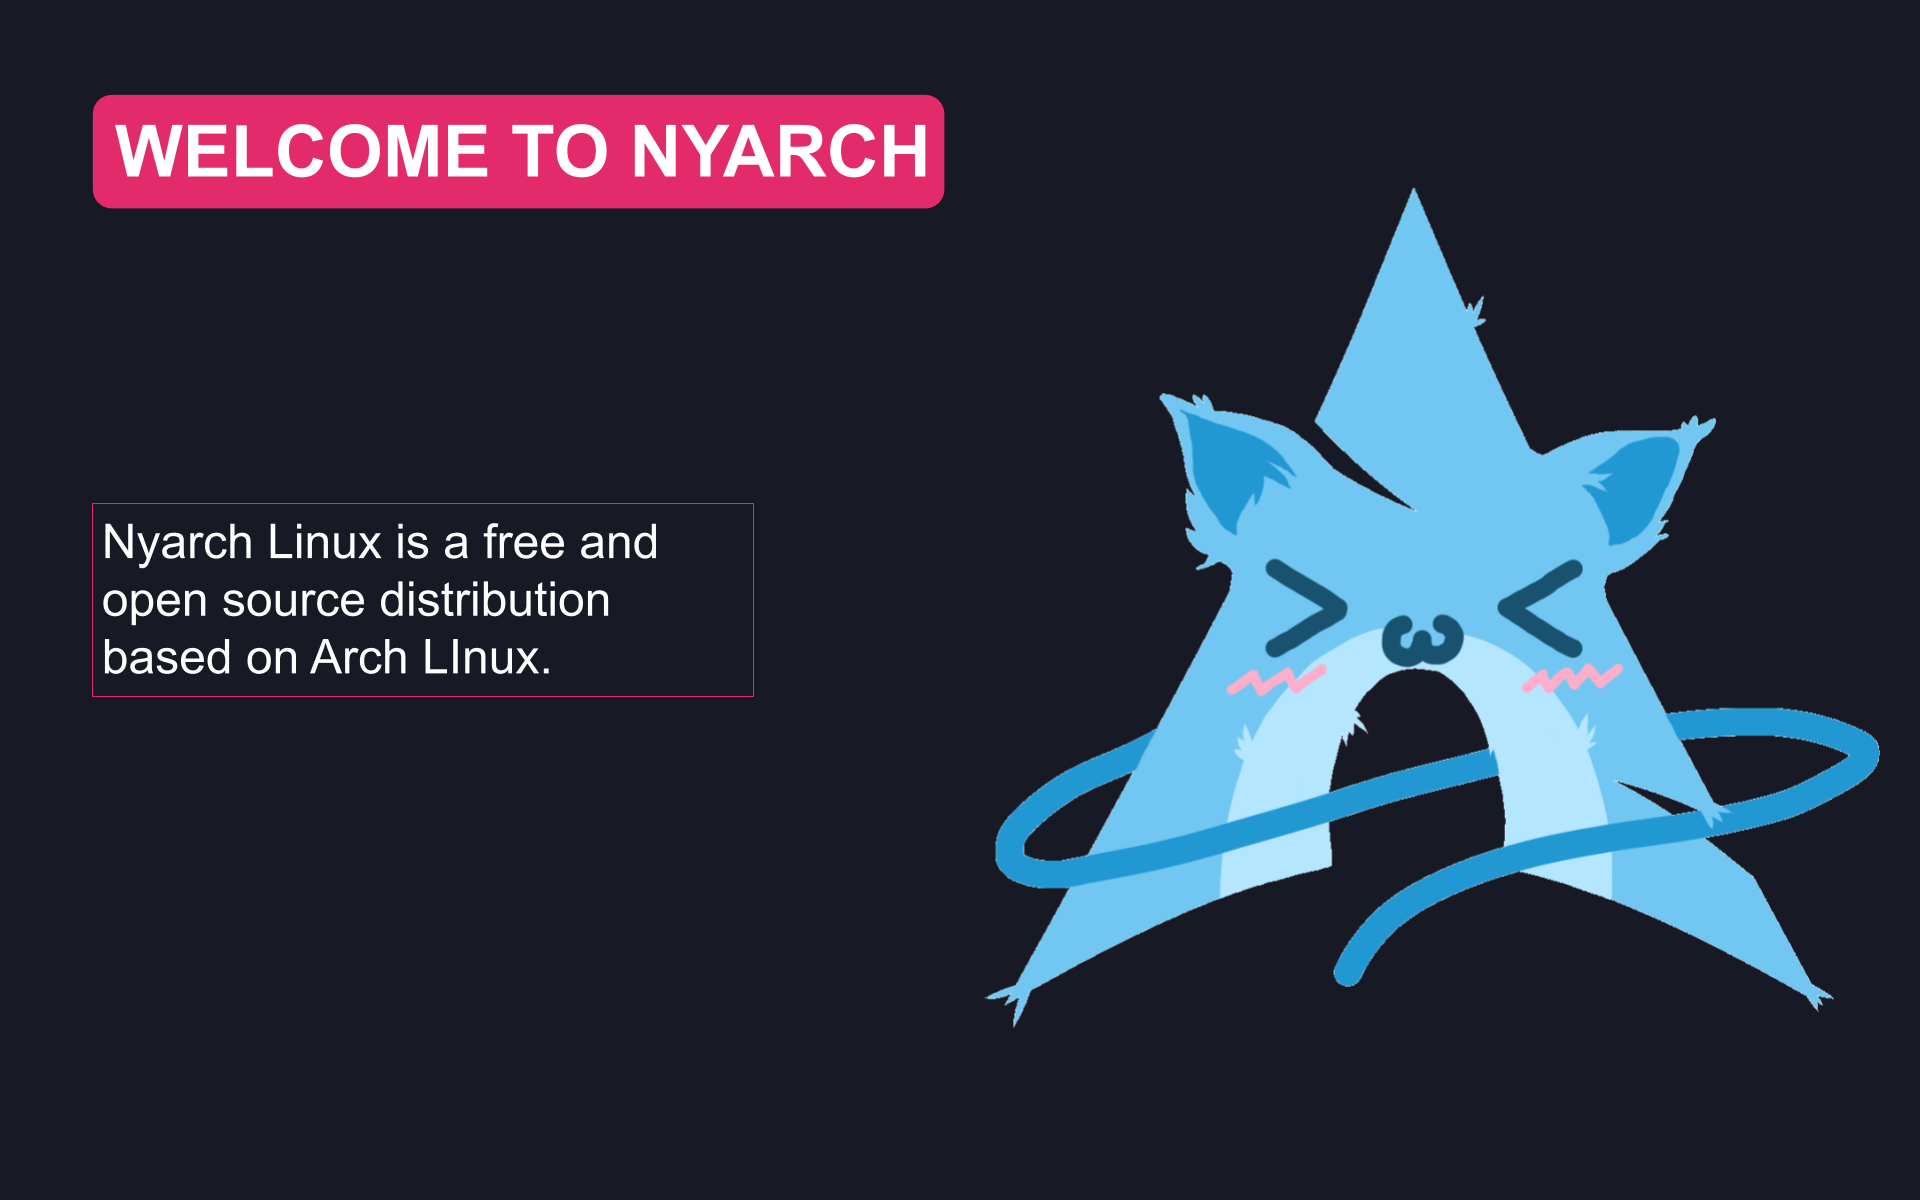 WELCOME TO NYARCH
Nyarch Linux is a free and
open source distribution
based on Arch LInux.